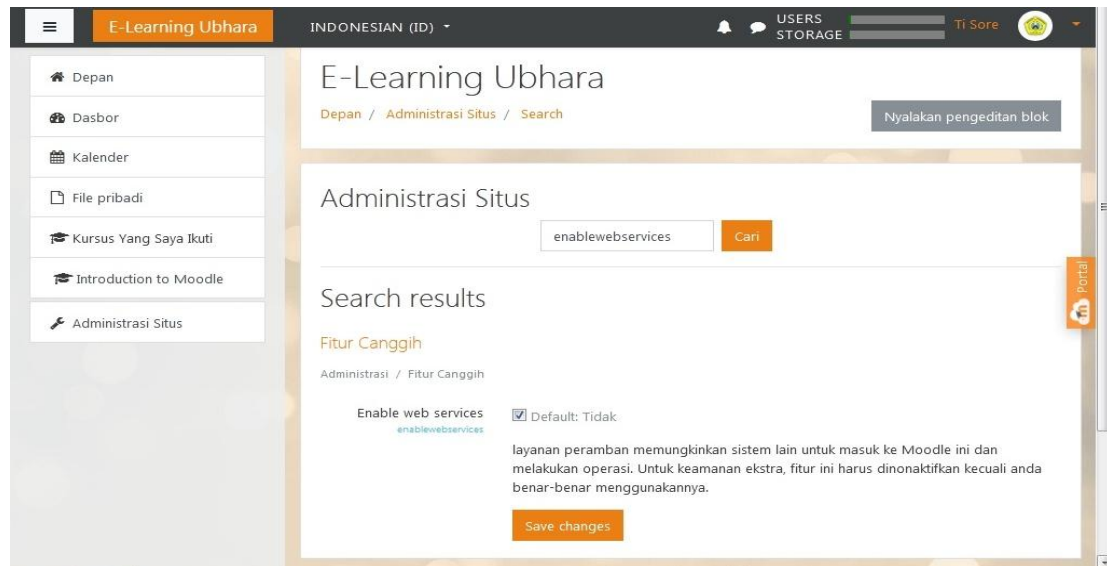 E-Learning Ubhara
INDONESIAN (ID)
USERS
STORAGE
Ti Sore
Depan
Dasbor
Kalender
File pribadi
Kursus Yang Saya Ikuti
Introduction to Moodle
Administrasi Situs
E-Learning Ubhara
Depan / Administrasi Situs / Search
Nyalakan pengeditan blok
Administrasi Situs
enablewebservices
Cari
Search results
Fitur Canggih
Administrasi / Fitur Canggih
Enable web services
enablewebservices
Default: Tidak
layanan peramban memungkinkan sistem lain untuk masuk ke Moodle ini dan
melakukan operasi. Untuk keamanan ekstra, fitur ini harus dinonaktifkan kecuali anda
benar-benar menggunakannya.
Save changes
m Portal